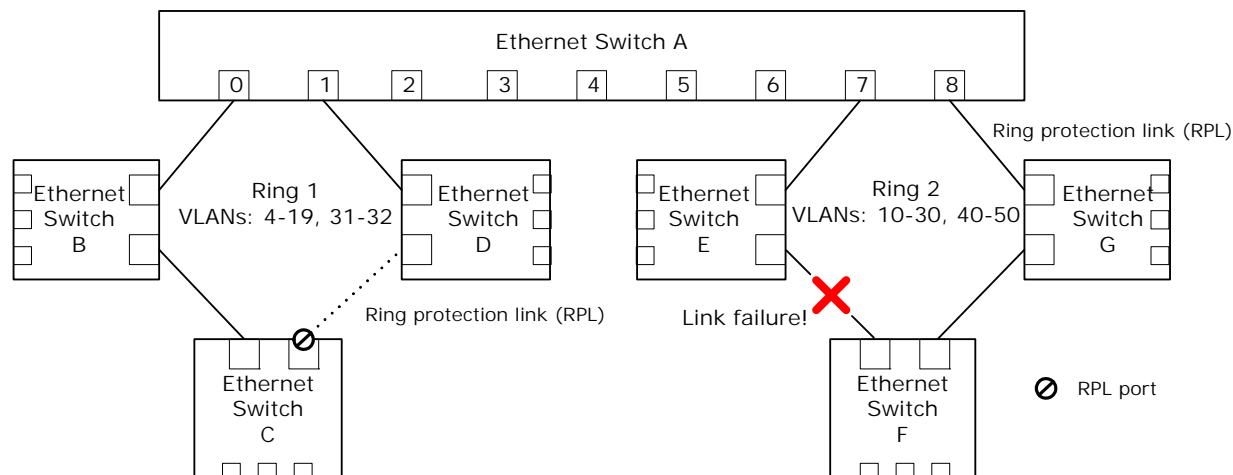 Ethernet Switch A
0 1 2 3 4 5 6 7 8
Ring protection link (RPL)
Ethernet
Switch
B
Ring 1
VLANs: 4-19, 31-32
Ethernet
Switch
D
Ethernet
Switch
E
Ring 2
VLANs: 10-30, 40-50
Ethernet
Switch
G
Ring protection link (RPL)
Link failure!
Ethernet
Switch
C
Ethernet
Switch
F
RPL port